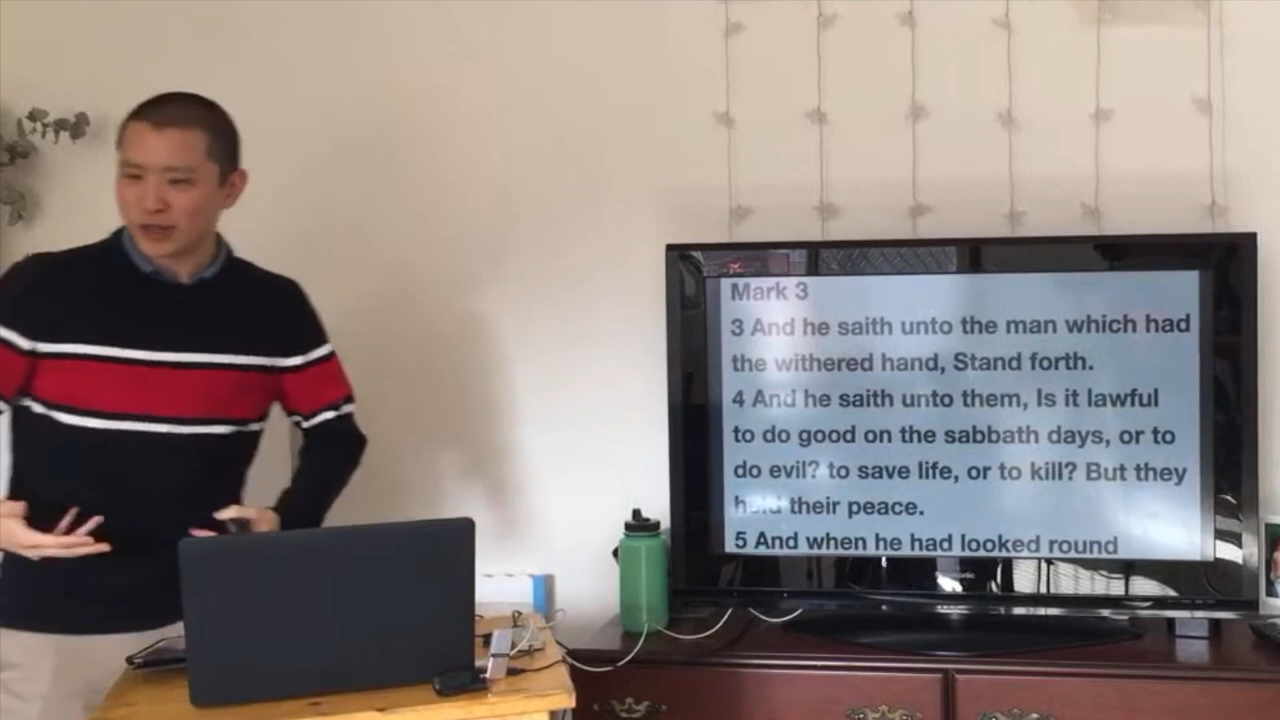 Mark 3
3 And he saith unto the man which had
the withered hand, Stand forth.
4 And he saith unto them, Is it lawful
to do good on the sabbath days, or to
do evil? to save life, or to kill? But they
held their peace.
5 And when he had looked round
Panasonic